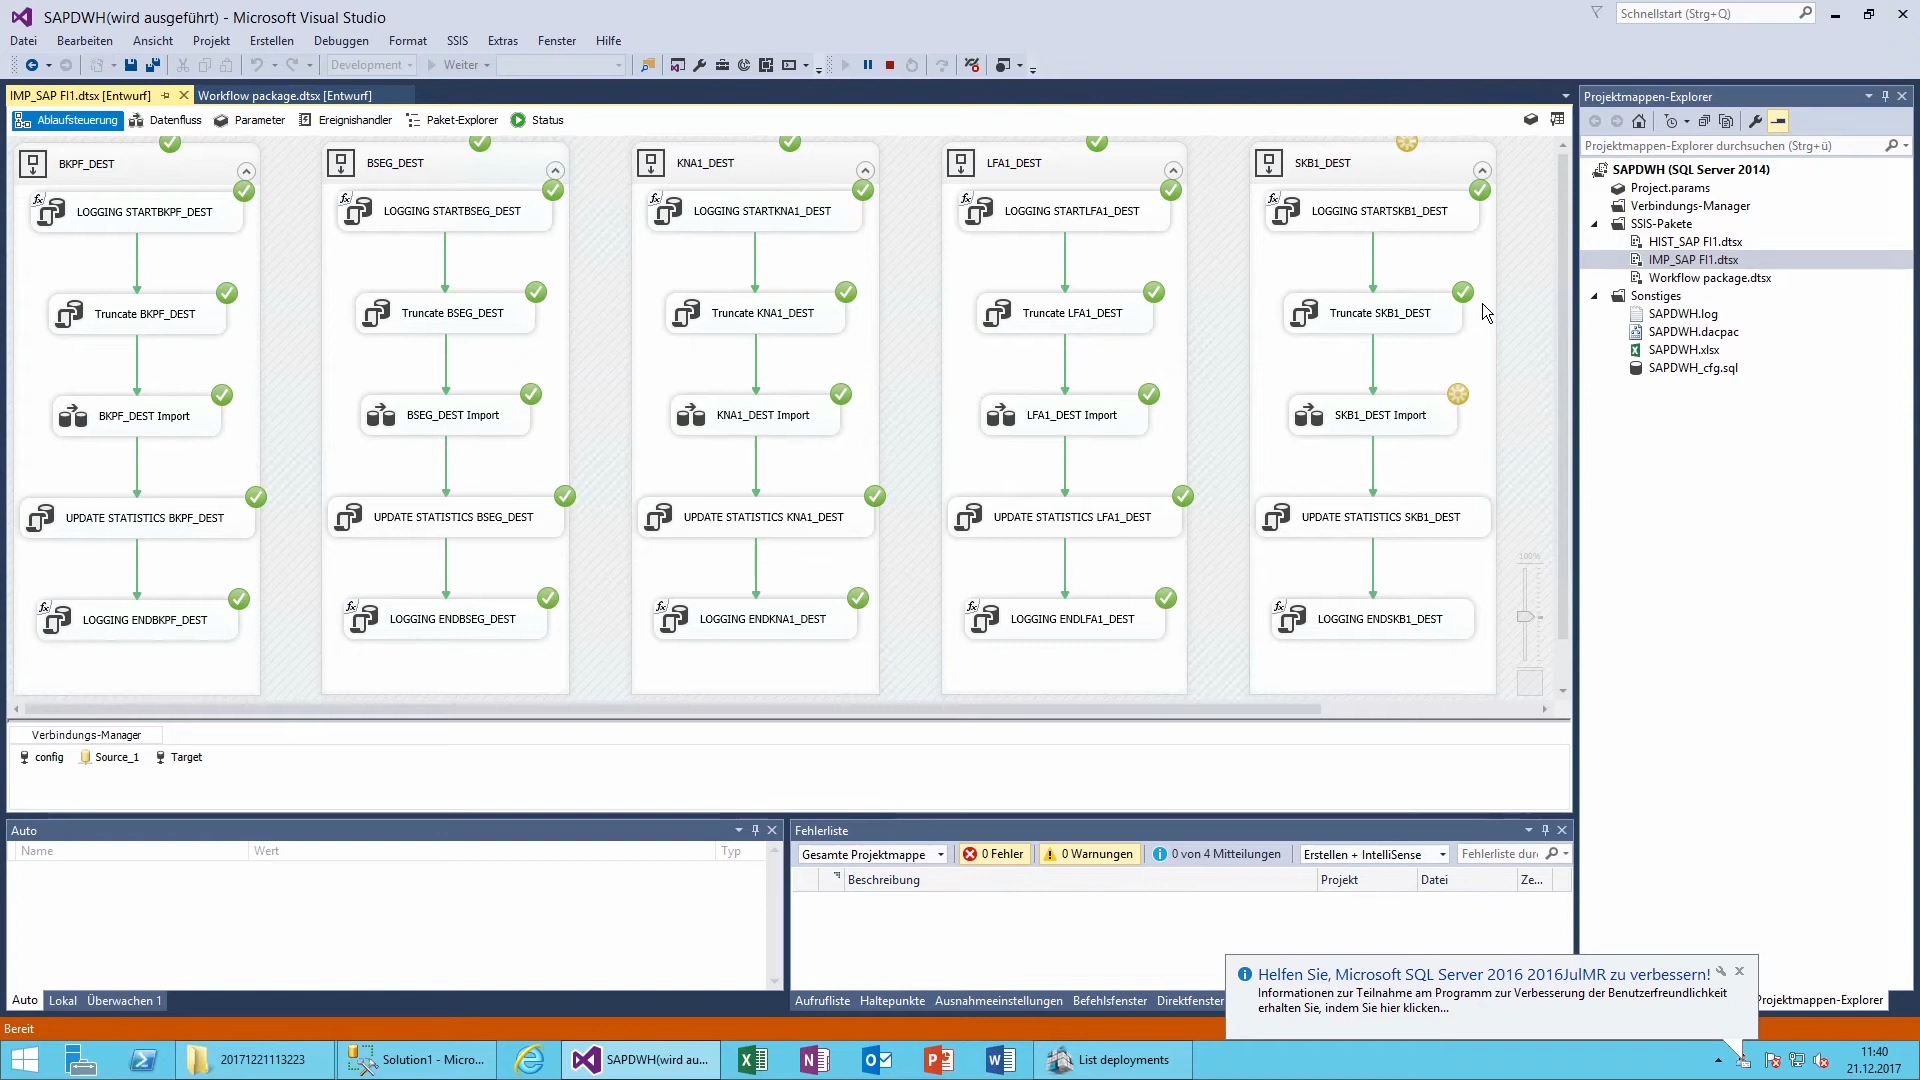 SAPDWH(wird ausgeführt) - Microsoft Visual Studio
Schnellstart (Strg+Q)
Datei Bearbeiten Ansicht Projekt Erstellen Debuggen Format SSIS Extras Fenster Hilfe
Development Weiter
IMP_SAP FI1.dtsx [Entwurf] Workflow package.dtsx [Entwurf]
Ablaufsteuerung Datenfluss Parameter Ereignishandler Paket-Explorer Status
BKPF_DEST BSEG_DEST KNA1_DEST LFA1_DEST SKB1_DEST
LOGGING STARTBKPF_DEST LOGGING STARTBSEG_DEST LOGGING STARTKNA1_DEST LOGGING STARTLFA1_DEST LOGGING STARTSKB1_DEST
Truncate BKPF_DEST Truncate BSEG_DEST Truncate KNA1_DEST Truncate LFA1_DEST Truncate SKB1_DEST
BKPF_DEST Import BSEG_DEST Import KNA1_DEST Import LFA1_DEST Import SKB1_DEST Import
UPDATE STATISTICS BKPF_DEST UPDATE STATISTICS BSEG_DEST UPDATE STATISTICS KNA1_DEST UPDATE STATISTICS LFA1_DEST UPDATE STATISTICS SKB1_DEST
LOGGING ENDBKPF_DEST LOGGING ENDBSEG_DEST LOGGING ENDKNA1_DEST LOGGING ENDLFA1_DEST LOGGING ENDSKB1_DEST
100%
Verbindungs-Manager
config Source_1 Target
Projektmappen-Explorer
Projektmappen-Explorer durchsuchen (Strg+ü)
SAPDWH (SQL Server 2014)
Project.params
Verbindungs-Manager
SSIS-Pakete
HIST_SAP FI1.dtsx
IMP_SAP FI1.dtsx
Workflow package.dtsx
Sonstiges
SAPDWH.log
SAPDWH.dacpac
SAPDWH.xlsx
SAPDWH_cfg.sql
Auto
Name Wert Typ
Auto Lokal Überwachen 1
Fehlerliste
Gesamte Projektmappe 0 Fehler 0 Warnungen 0 von 4 Mitteilungen Erstellen + IntelliSense Fehlerliste dur
Beschreibung Projekt Datei Ze...
Aufrufliste Haltepunkte Ausnahmeeinstellungen Befehlsfenster Direktfenster
Helfen Sie, Microsoft SQL Server 2016 2016JulMR zu verbessern!
Informationen zur Teilnahme am Programm zur Verbesserung der Benutzerfreundlichkeit
erhalten Sie, indem Sie hier klicken...
Projektmappen-Explorer
Bereit
20171221113223 Solution1 - Micro... SAPDWH(wird au... List deployments
11:40
21.12.2017